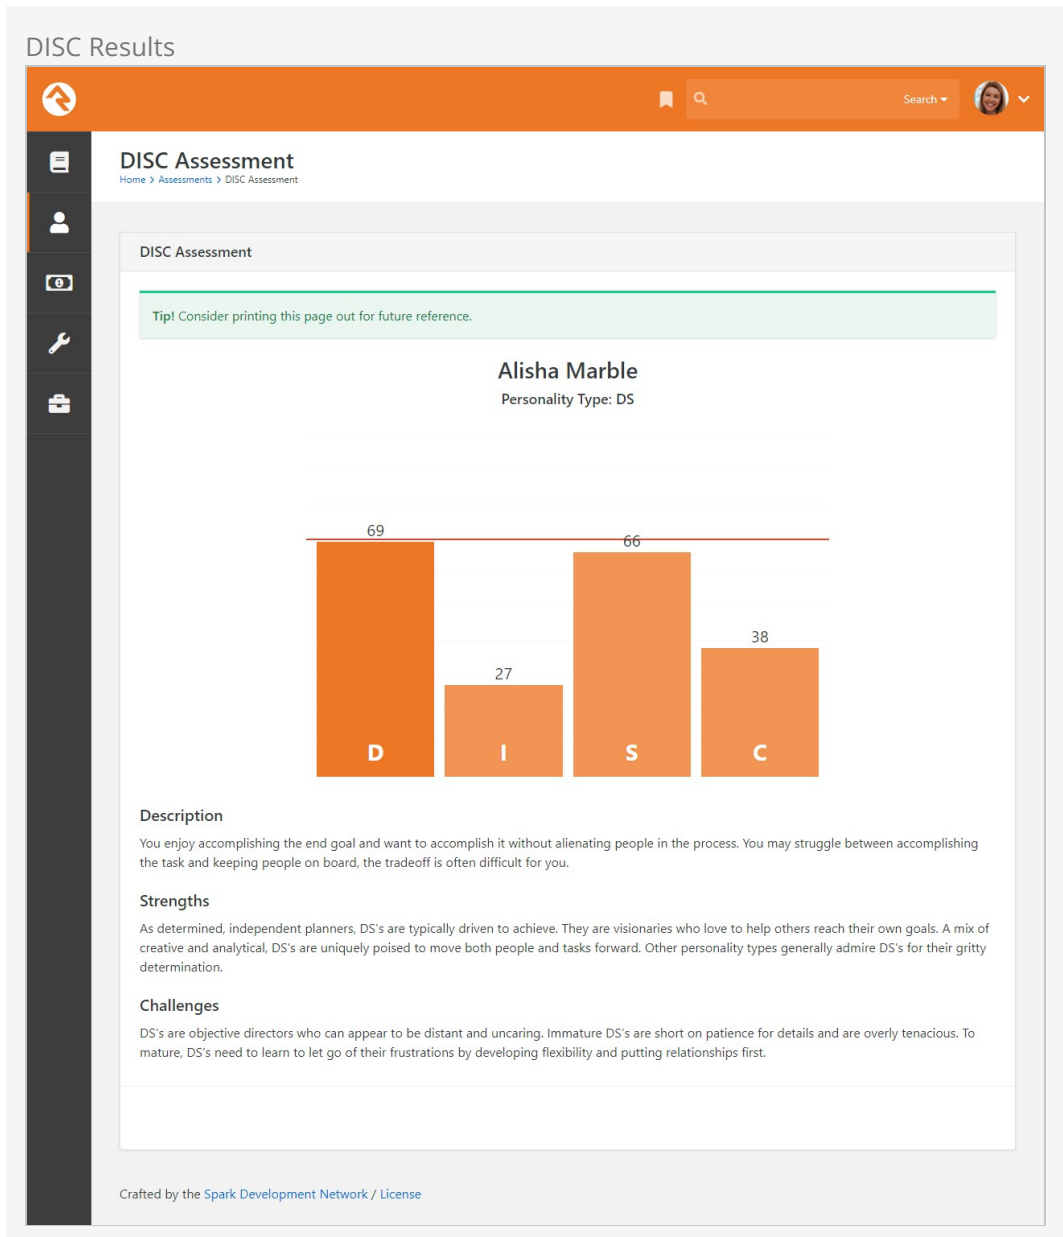 DISC Results
Search
DISC Assessment
Home > Assessments > DISC Assessment
DISC Assessment
Tip! Consider printing this page out for future reference.
Alisha Marble
Personality Type: DS
69
66
38
27
D I S C
Description
You enjoy accomplishing the end goal and want to accomplish it without alienating people in the process. You may struggle between accomplishing
the task and keeping people on board, the tradeoff is often difficult for you.
Strengths
As determined, independent planners, DS's are typically driven to achieve. They are visionaries who love to help others reach their own goals. A mix of
creative and analytical, DS's are uniquely poised to move both people and tasks forward. Other personality types generally admire DS's for their gritty
determination.
Challenges
DS's are objective directors who can appear to be distant and uncaring. Immature DS's are short on patience for details and are overly tenacious. To
mature, DS's need to learn to let go of their frustrations by developing flexibility and putting relationships first.
Crafted by the Spark Development Network / License